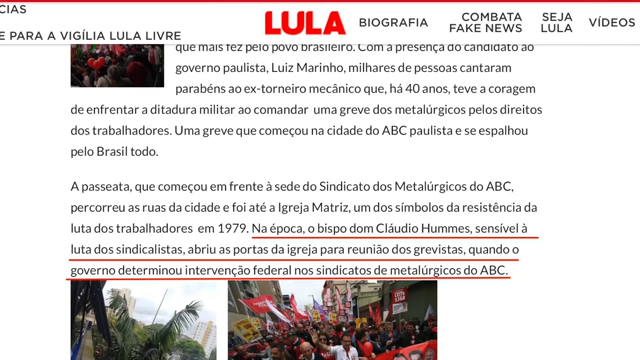 CIAS
E PARA A VIGÍLIA LULA LIVRE
LULA
BIOGRAFIA
COMBATA
FAKE NEWS
SEJA
LULA
VÍDEOS
que mais fez pelo povo brasileiro. Com a presença do candidato ao
governo paulista, Luiz Marinho, milhares de pessoas cantaram
parabéns ao ex-torneiro mecânico que, há 40 anos, teve a coragem
de enfrentar a ditadura militar ao comandar uma greve dos metalúrgicos pelos direitos
dos trabalhadores. Uma greve que começou na cidade do ABC paulista e se espalhou
pelo Brasil todo.
A passeata, que começou em frente à sede do Sindicato dos Metalúrgicos do ABC,
percorreu as ruas da cidade e foi até a Igreja Matriz, um dos símbolos da resistência da
luta dos trabalhadores em 1979. Na época, o bispo dom Cláudio Hummes, sensível à
luta dos sindicalistas, abriu as portas da igreja para reunião dos grevistas, quando o
governo determinou intervenção federal nos sindicatos de metalúrgicos do ABC.